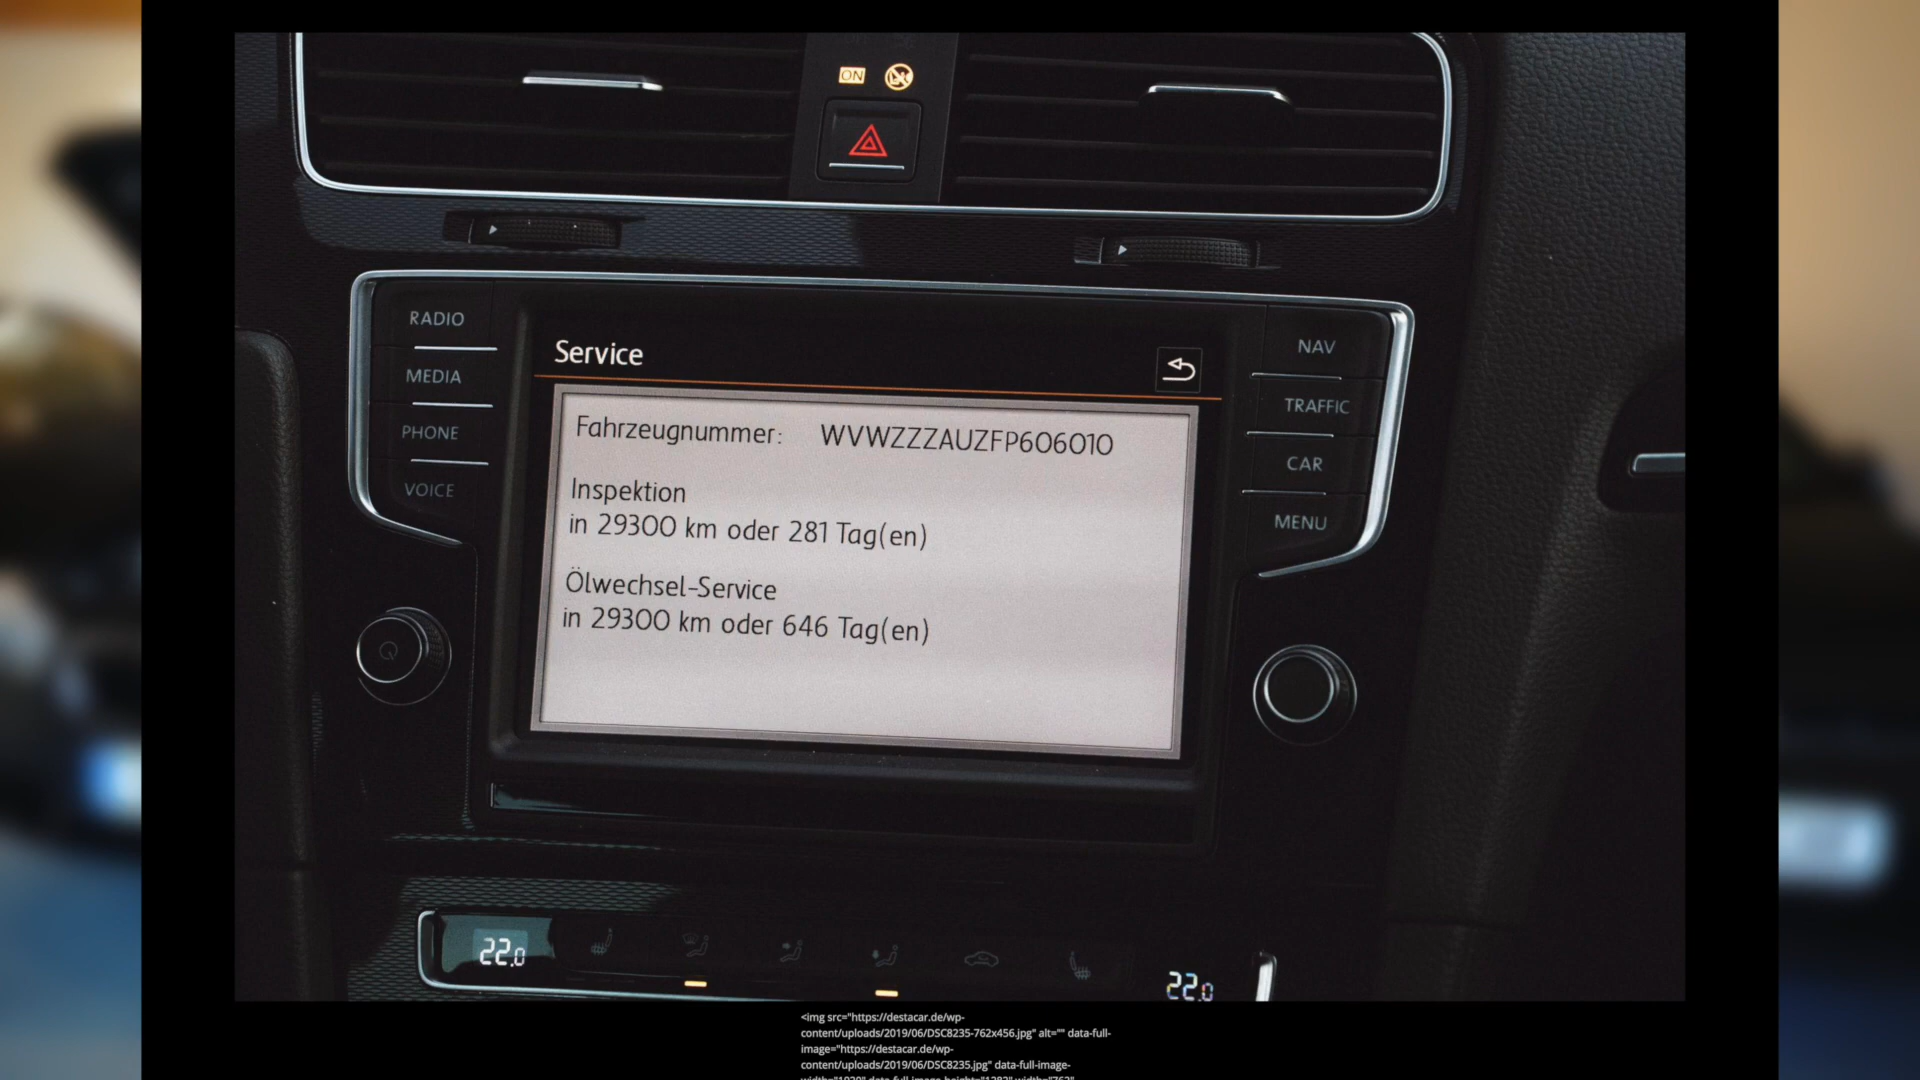 ON
RADIO
MEDIA
PHONE
VOICE
NAV
TRAFFIC
CAR
MENU
Service
Fahrzeugnummer: WVWZZZAUZFP606010
Inspektion
in 29300 km oder 281 Tag(en)
Ölwechsel-Service
in 29300 km oder 646 Tag(en)
22.0
22.0
<img src="https://destacar.de/wp-
content/uploads/2019/06/DSC8235-762x456.jpg" alt="" data-full-
image="https://destacar.de/wp-
content/uploads/2019/06/DSC8235.jpg" data-full-image-